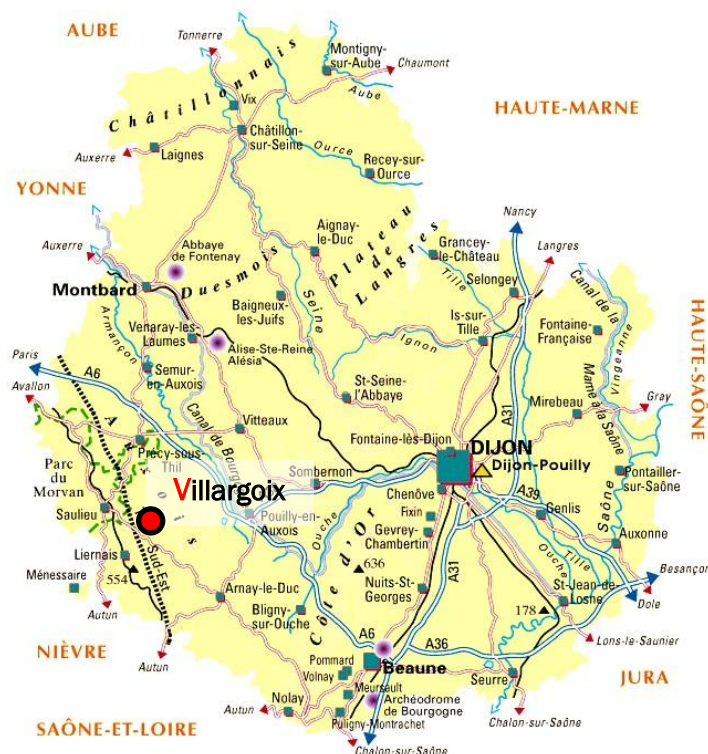 AUBE
Tonnerre
Montigny-
sur-Aube
Chaumont
Châtillonnais
Vix
Aube
HAUTE-MARNE
Châtillon-
sur-Seine
Auxerre
Laignes
Ource
Recey-sur-
Ource
YONNE
Nancy
Auxerre
Abbaye
de Fontenay
Aignay-
le-Duc
Plateau
de
Langres
Grancey-
le-Château
Langres
Tille
Selongey
Canal de la
Marne à la Saône
Vingeanne
Montbard
Duesmois
Baigneux-
les-Juifs
Seine
Is-sur-
Tille
Fontaine-
Française
HAUTE-SAÔNE
Armançon
Venaray-les-
Laumes
Alise-Ste-Reine
Alésia
Ignon
Paris
A6
Semur-
en-Auxois
Avallon
St-Seine-
l'Abbaye
A31
Mirebeau
Gray
Vitteaux
Canal de Bourgogne
Précy-sous-
Thil
Fontaine-lès-Dijon
DIJON
Dijon-Pouilly
Parc
du
Morvan
Sombernon
Pontailler-
sur-Saône
Villargoix
Chenôve
A39
Saulieu
Pouilly-en-
Auxois
Ouche
Fixin
Gevrey-
Chambertin
Genlis
Saône
Auxonne
Tille
Ouche
Liernais
Sud-Est
554
Ménessaire
Côte d'Or
636
Arnay-le-Duc
Nuits-St-
Georges
A31
St-Jean-de-
Losne
Besançon
Dole
Autun
Bligny-
sur-Ouche
178
NIÈVRE
Autun
A6
A36
Lons-le-Saunier
Pommard
Volnay
Beaune
Seurre
JURA
Meursault
Archéodrome
de Bourgogne
Autun
Nolay
Puligny-Montrachet
SAÔNE-ET-LOIRE
Chalon-sur-Saône
Chalon-sur-Saône